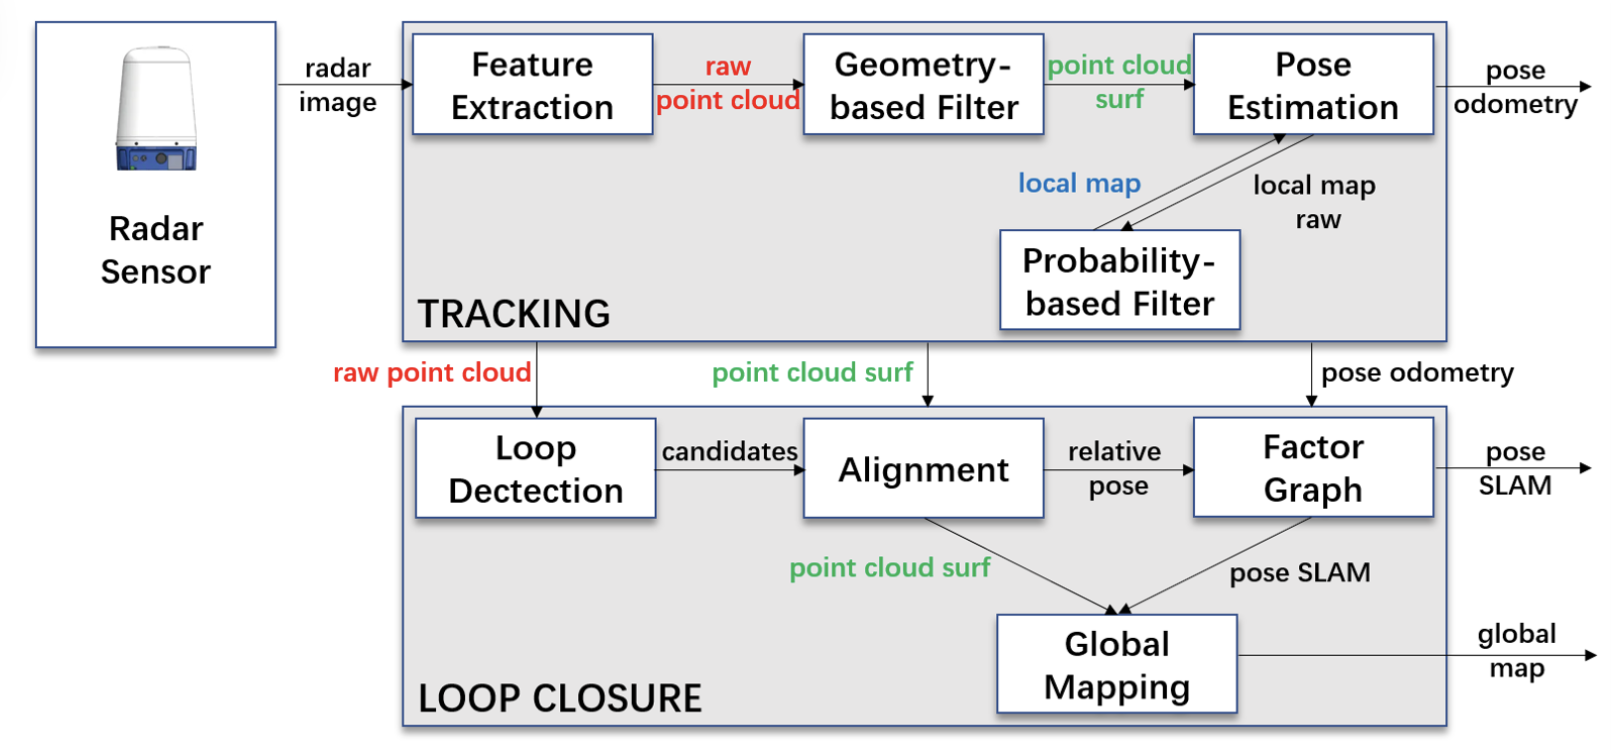 Radar
Sensor
radar
image
Feature
Extraction
raw
point cloud
Geometry-
based Filter
point cloud
surf
Pose
Estimation
pose
odometry
local map
local map
raw
Probability-
based Filter
TRACKING
raw point cloud
point cloud surf
pose odometry
Loop
Dectection
candidates
Alignment
relative
pose
Factor
Graph
pose
SLAM
point cloud surf
pose SLAM
Global
Mapping
global
map
LOOP CLOSURE